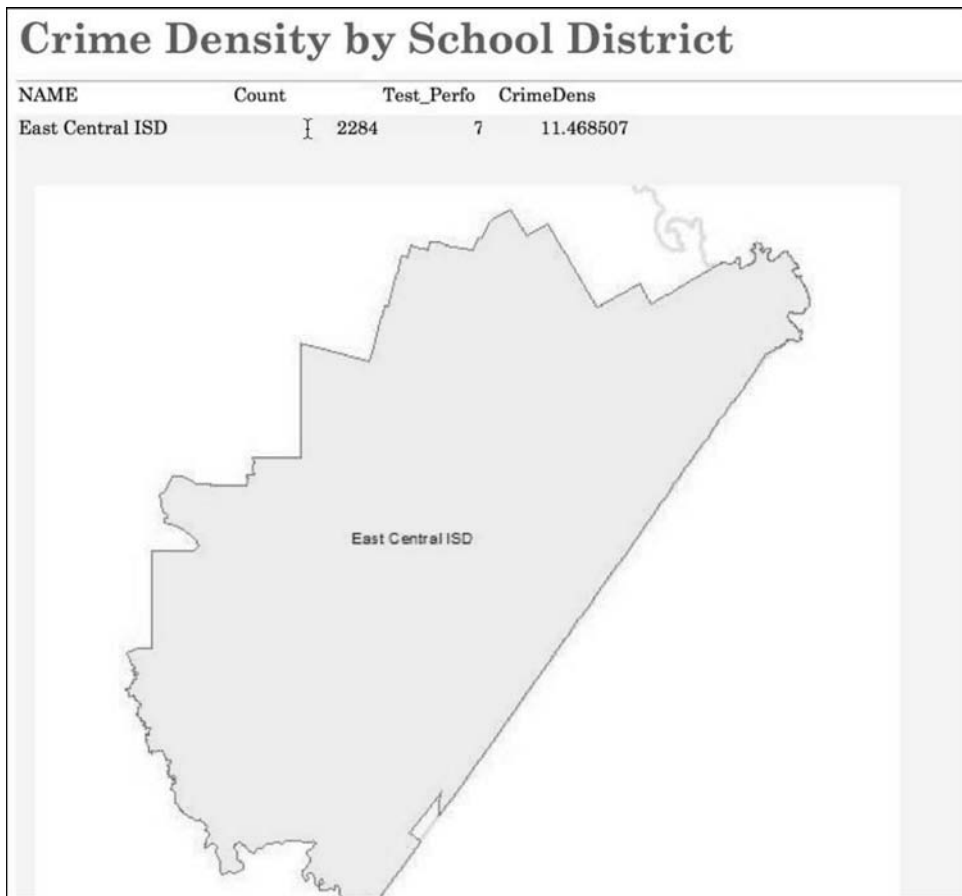 Crime Density by School District
NAME Count Test_Perfo CrimeDens
East Central ISD 2284 7 11.468507
East Central ISD